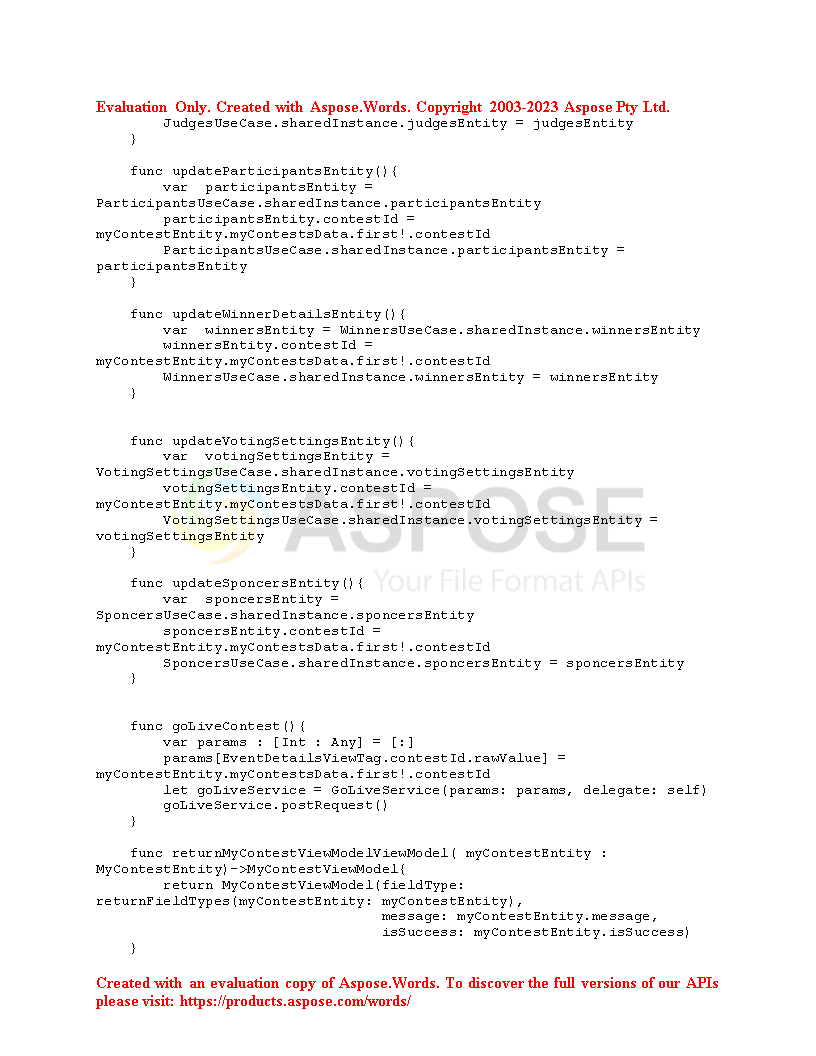 Evaluation Only. Created with Aspose.Words. Copyright 2003-2023 Aspose Pty Ltd.
        JudgesUseCase.sharedInstance.judgesEntity = judgesEntity
    }

    func updateParticipantsEntity(){
        var  participantsEntity =
ParticipantsUseCase.sharedInstance.participantsEntity
        participantsEntity.contestId =
myContestEntity.myContestsData.first!.contestId
        ParticipantsUseCase.sharedInstance.participantsEntity =
participantsEntity
    }

    func updateWinnerDetailsEntity(){
        var  winnersEntity = WinnersUseCase.sharedInstance.winnersEntity
        winnersEntity.contestId =
myContestEntity.myContestsData.first!.contestId
        WinnersUseCase.sharedInstance.winnersEntity = winnersEntity
    }


    func updateVotingSettingsEntity(){
        var  votingSettingsEntity =
VotingSettingsUseCase.sharedInstance.votingSettingsEntity
        votingSettingsEntity.contestId =
myContestEntity.myContestsData.first!.contestId
        VotingSettingsUseCase.sharedInstance.votingSettingsEntity =
votingSettingsEntity
    }
ASPOSE
Your File Format APIs

    func updateSponcersEntity(){
        var  sponcersEntity =
SponcersUseCase.sharedInstance.sponcersEntity
        sponcersEntity.contestId =
myContestEntity.myContestsData.first!.contestId
        SponcersUseCase.sharedInstance.sponcersEntity = sponcersEntity
    }


    func goLiveContest(){
        var params : [Int : Any] = [:]
        params[EventDetailsViewTag.contestId.rawValue] =
myContestEntity.myContestsData.first!.contestId
        let goLiveService = GoLiveService(params: params, delegate: self)
        goLiveService.postRequest()
    }

    func returnMyContestViewModelViewModel( myContestEntity :
MyContestEntity)->MyContestViewModel{
        return MyContestViewModel(fieldType:
returnFieldTypes(myContestEntity: myContestEntity),
                                  message: myContestEntity.message,
                                  isSuccess: myContestEntity.isSuccess)
    }

Created with an evaluation copy of Aspose.Words. To discover the full versions of our APIs
please visit: https://products.aspose.com/words/